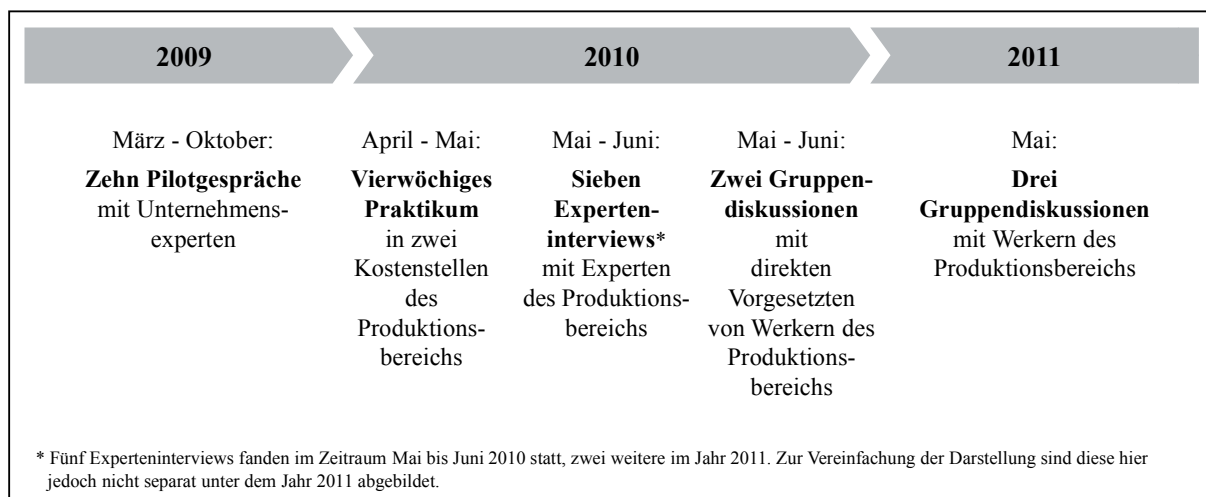 2009
2010
2011
März - Oktober:
Zehn Pilotgespräche
mit Unternehmens-
experten
April - Mai:
Vierwöchiges
Praktikum
in zwei
Kostenstellen
des
Produktions-
bereichs
Mai - Juni:
Sieben
Experten-
interviews*
mit Experten
des Produktions-
bereichs
Mai - Juni:
Zwei Gruppen-
diskussionen
mit
direkten
Vorgesetzten
von Werkern des
Produktions-
bereichs
Mai:
Drei
Gruppendiskussionen
mit Werkern des
Produktionsbereichs
* Fünf Experteninterviews fanden im Zeitraum Mai bis Juni 2010 statt, zwei weitere im Jahr 2011. Zur Vereinfachung der Darstellung sind diese hier
jedoch nicht separat unter dem Jahr 2011 abgebildet.